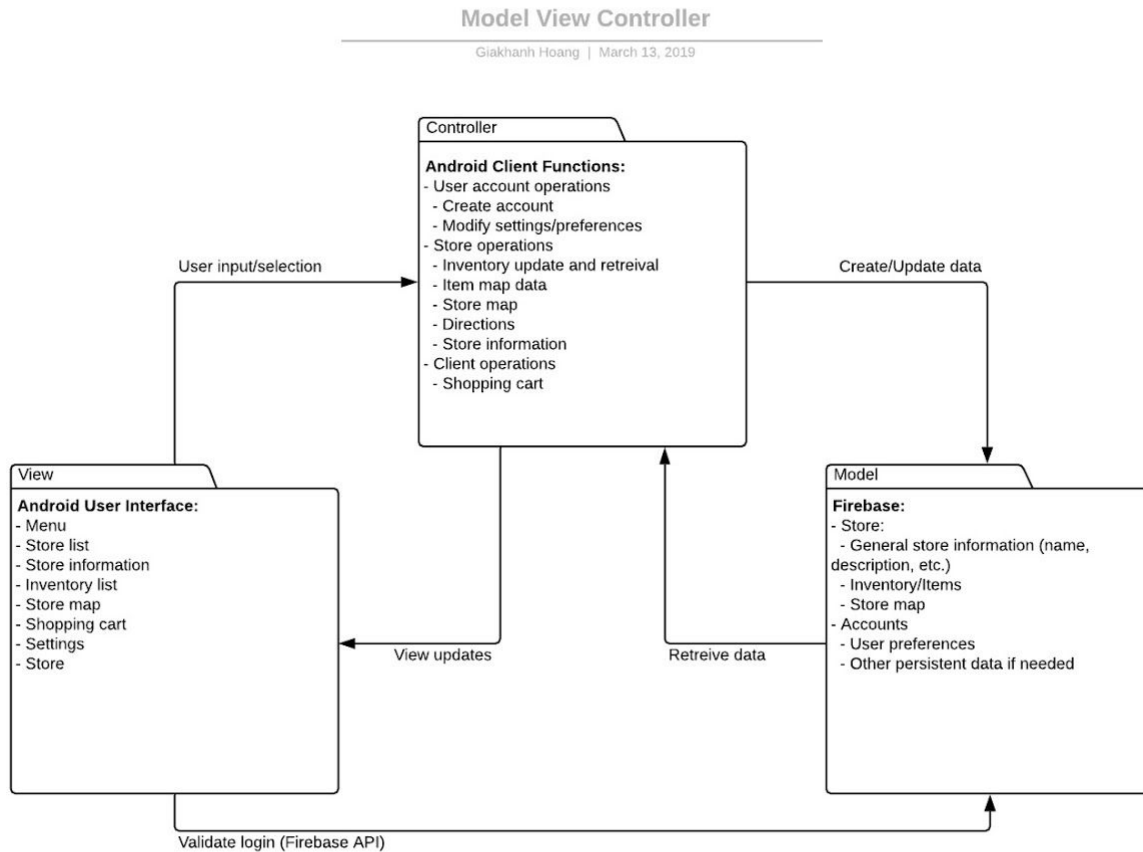 Model View Controller
Giakhanh Hoang | March 13, 2019
Controller
Android Client Functions:
- User account operations
- Create account
- Modify settings/preferences
- Store operations
- Inventory update and retreival
- Item map data
- Store map
- Directions
- Store information
- Client operations
- Shopping cart
User input/selection
Create/Update data
View
Android User Interface:
- Menu
- Store list
- Store information
- Inventory list
- Store map
- Shopping cart
- Settings
- Store
Model
Firebase:
- Store:
- General store information (name,
description, etc.)
- Inventory/Items
- Store map
- Accounts
- User preferences
- Other persistent data if needed
View updates
Retreive data
Validate login (Firebase API)